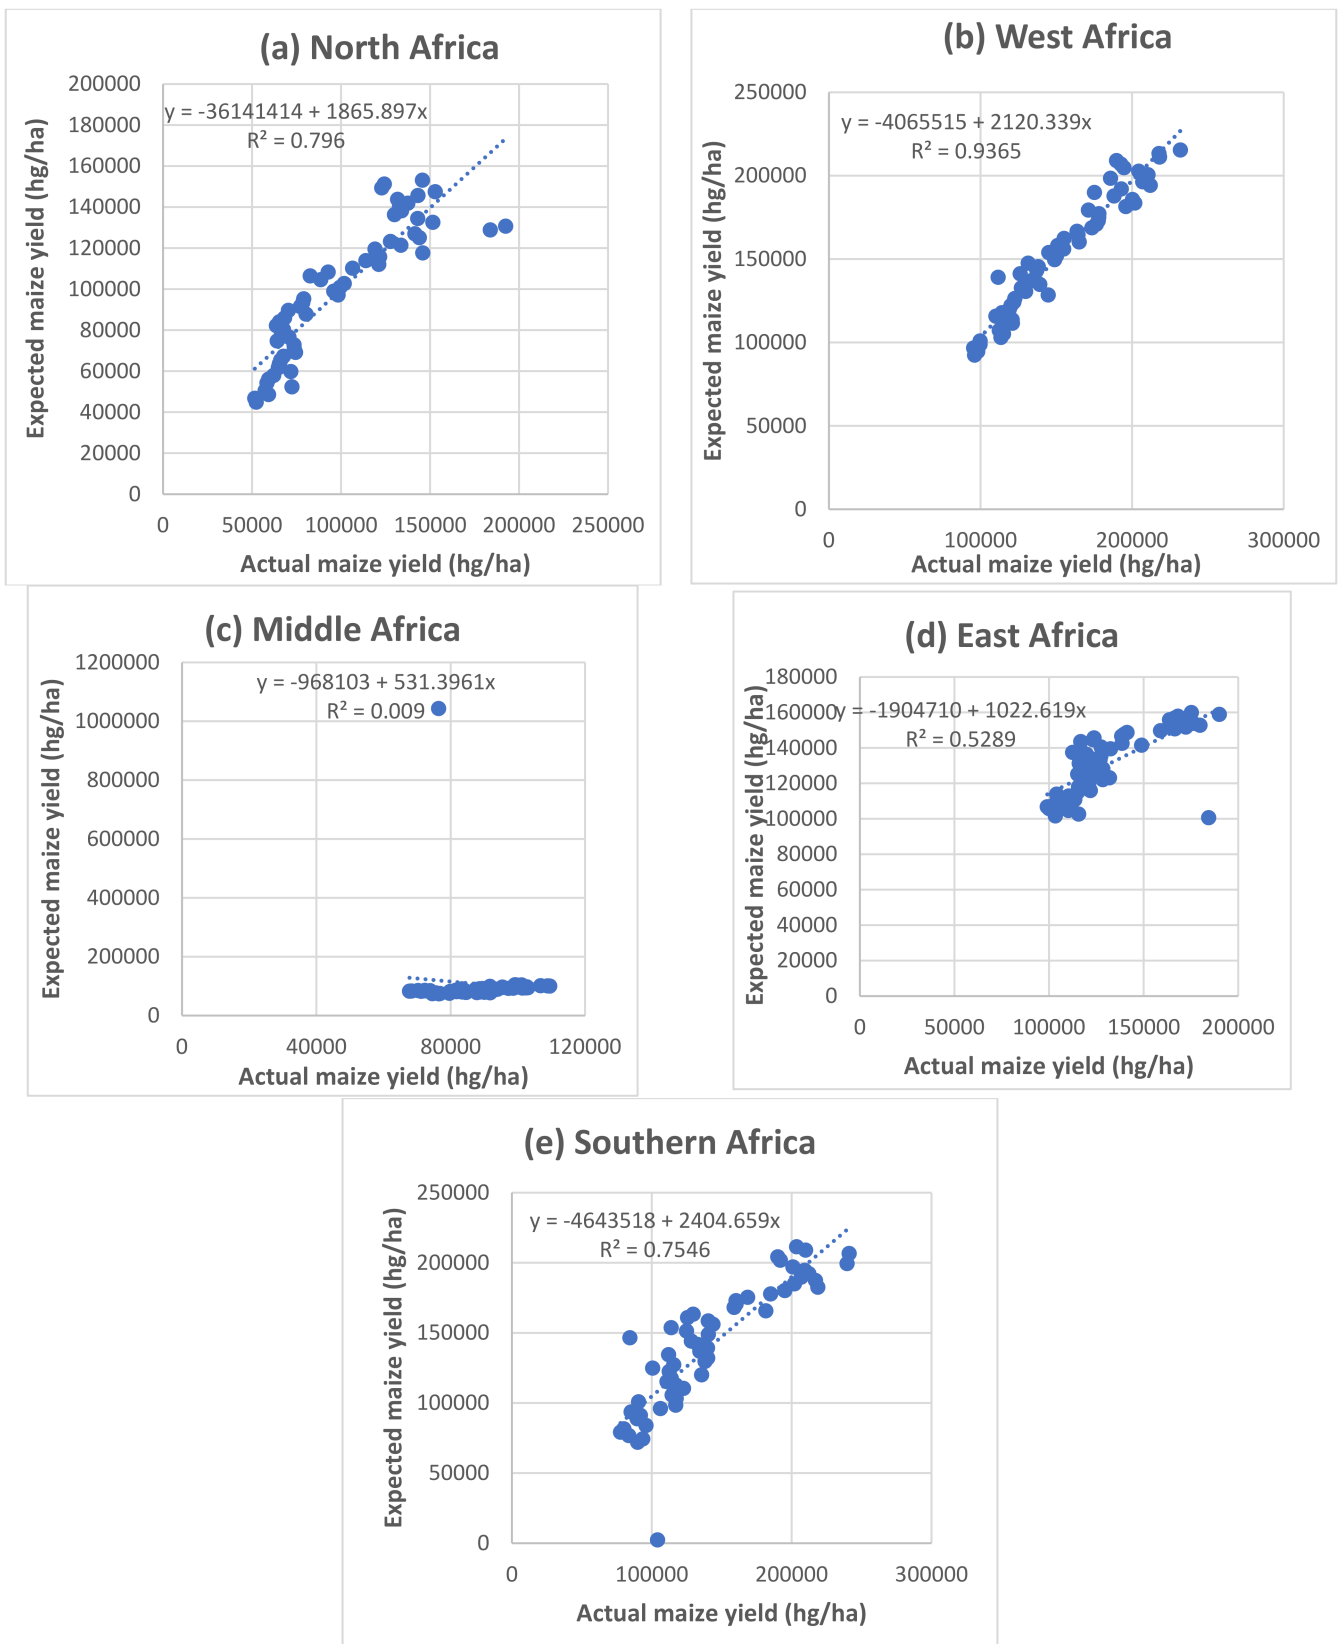 (a) North Africa
200000
180000
160000
140000
120000
100000
80000
60000
40000
20000
0
y = -36141414 + 1865.897x
R² = 0.796
Expected maize yield (hg/ha)
0 50000 100000 150000 200000 250000
Actual maize yield (hg/ha)
(b) West Africa
250000
200000
150000
100000
50000
0
y = -4065515 + 2120.339x
R² = 0.9365
Expected maize yield (hg/ha)
0 100000 200000 300000
Actual maize yield (hg/ha)
(c) Middle Africa
1200000
1000000
800000
600000
400000
200000
0
y = -968103 + 531.3961x
R² = 0.009
Expected maize yield (hg/ha)
0 40000 80000 120000
Actual maize yield (hg/ha)
(d) East Africa
180000
160000
140000
120000
100000
80000
60000
40000
20000
0
y = -1904710 + 1022.619x
R² = 0.5289
Expected maize yield (hg/ha)
0 50000 100000 150000 200000
Actual maize yield (hg/ha)
(e) Southern Africa
250000
200000
150000
100000
50000
0
y = -4643518 + 2404.659x
R² = 0.7546
Expected maize yield (hg/ha)
0 100000 200000 300000
Actual maize yield (hg/ha)